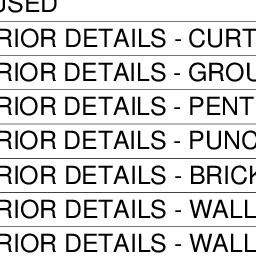 USED
RIOR DETAILS - CURT
RIOR DETAILS - GROU
RIOR DETAILS - PENT
RIOR DETAILS - PUNC
RIOR DETAILS - BRICK
RIOR DETAILS - WALL
RIOR DETAILS - WALL